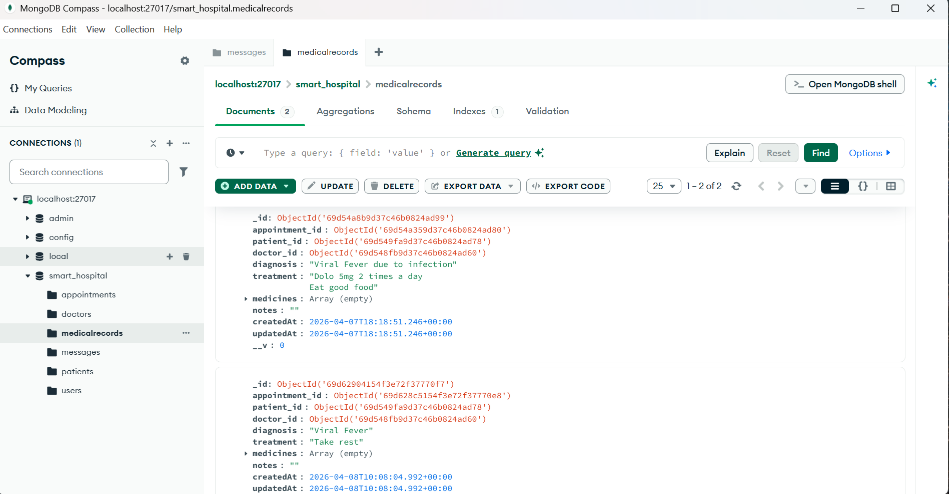 MongoDB Compass - localhost:27017/smart_hospital.medicalrecords
Connections Edit View Collection Help
Compass
My Queries
Data Modeling
CONNECTIONS (1)
Search connections
localhost:27017
admin
config
local
smart_hospital
appointments
doctors
medicalrecords
messages
patients
users
messages
medicalrecords
localhost:27017 > smart_hospital > medicalrecords
>_ Open MongoDB shell
Documents 2 Aggregations Schema Indexes 1 Validation
Type a query: { field: 'value' } or Generate query
Explain Reset Find Options
ADD DATA UPDATE DELETE EXPORT DATA EXPORT CODE
25 1 – 2 of 2
_id: ObjectId('69d54a8b9d37c46b0824ad99')
appointment_id : ObjectId('69d54a359d37c46b0824ad80')
patient_id : ObjectId('69d549fa9d37c46b0824ad78')
doctor_id : ObjectId('69d548fb9d37c46b0824ad60')
diagnosis : "Viral Fever due to infection"
treatment : "Dolo 5mg 2 times a day
Eat good food"
medicines : Array (empty)
notes : ""
createdAt : 2026-04-07T18:18:51.246+00:00
updatedAt : 2026-04-07T18:18:51.246+00:00
__v : 0
_id: ObjectId('69d62904154f3e72f37770f7')
appointment_id : ObjectId('69d628c5154f3e72f37770e8')
patient_id : ObjectId('69d549fa9d37c46b0824ad78')
doctor_id : ObjectId('69d548fb9d37c46b0824ad60')
diagnosis : "Viral Fever"
treatment : "Take rest"
medicines : Array (empty)
notes : ""
createdAt : 2026-04-08T10:08:04.992+00:00
updatedAt : 2026-04-08T10:08:04.992+00:00